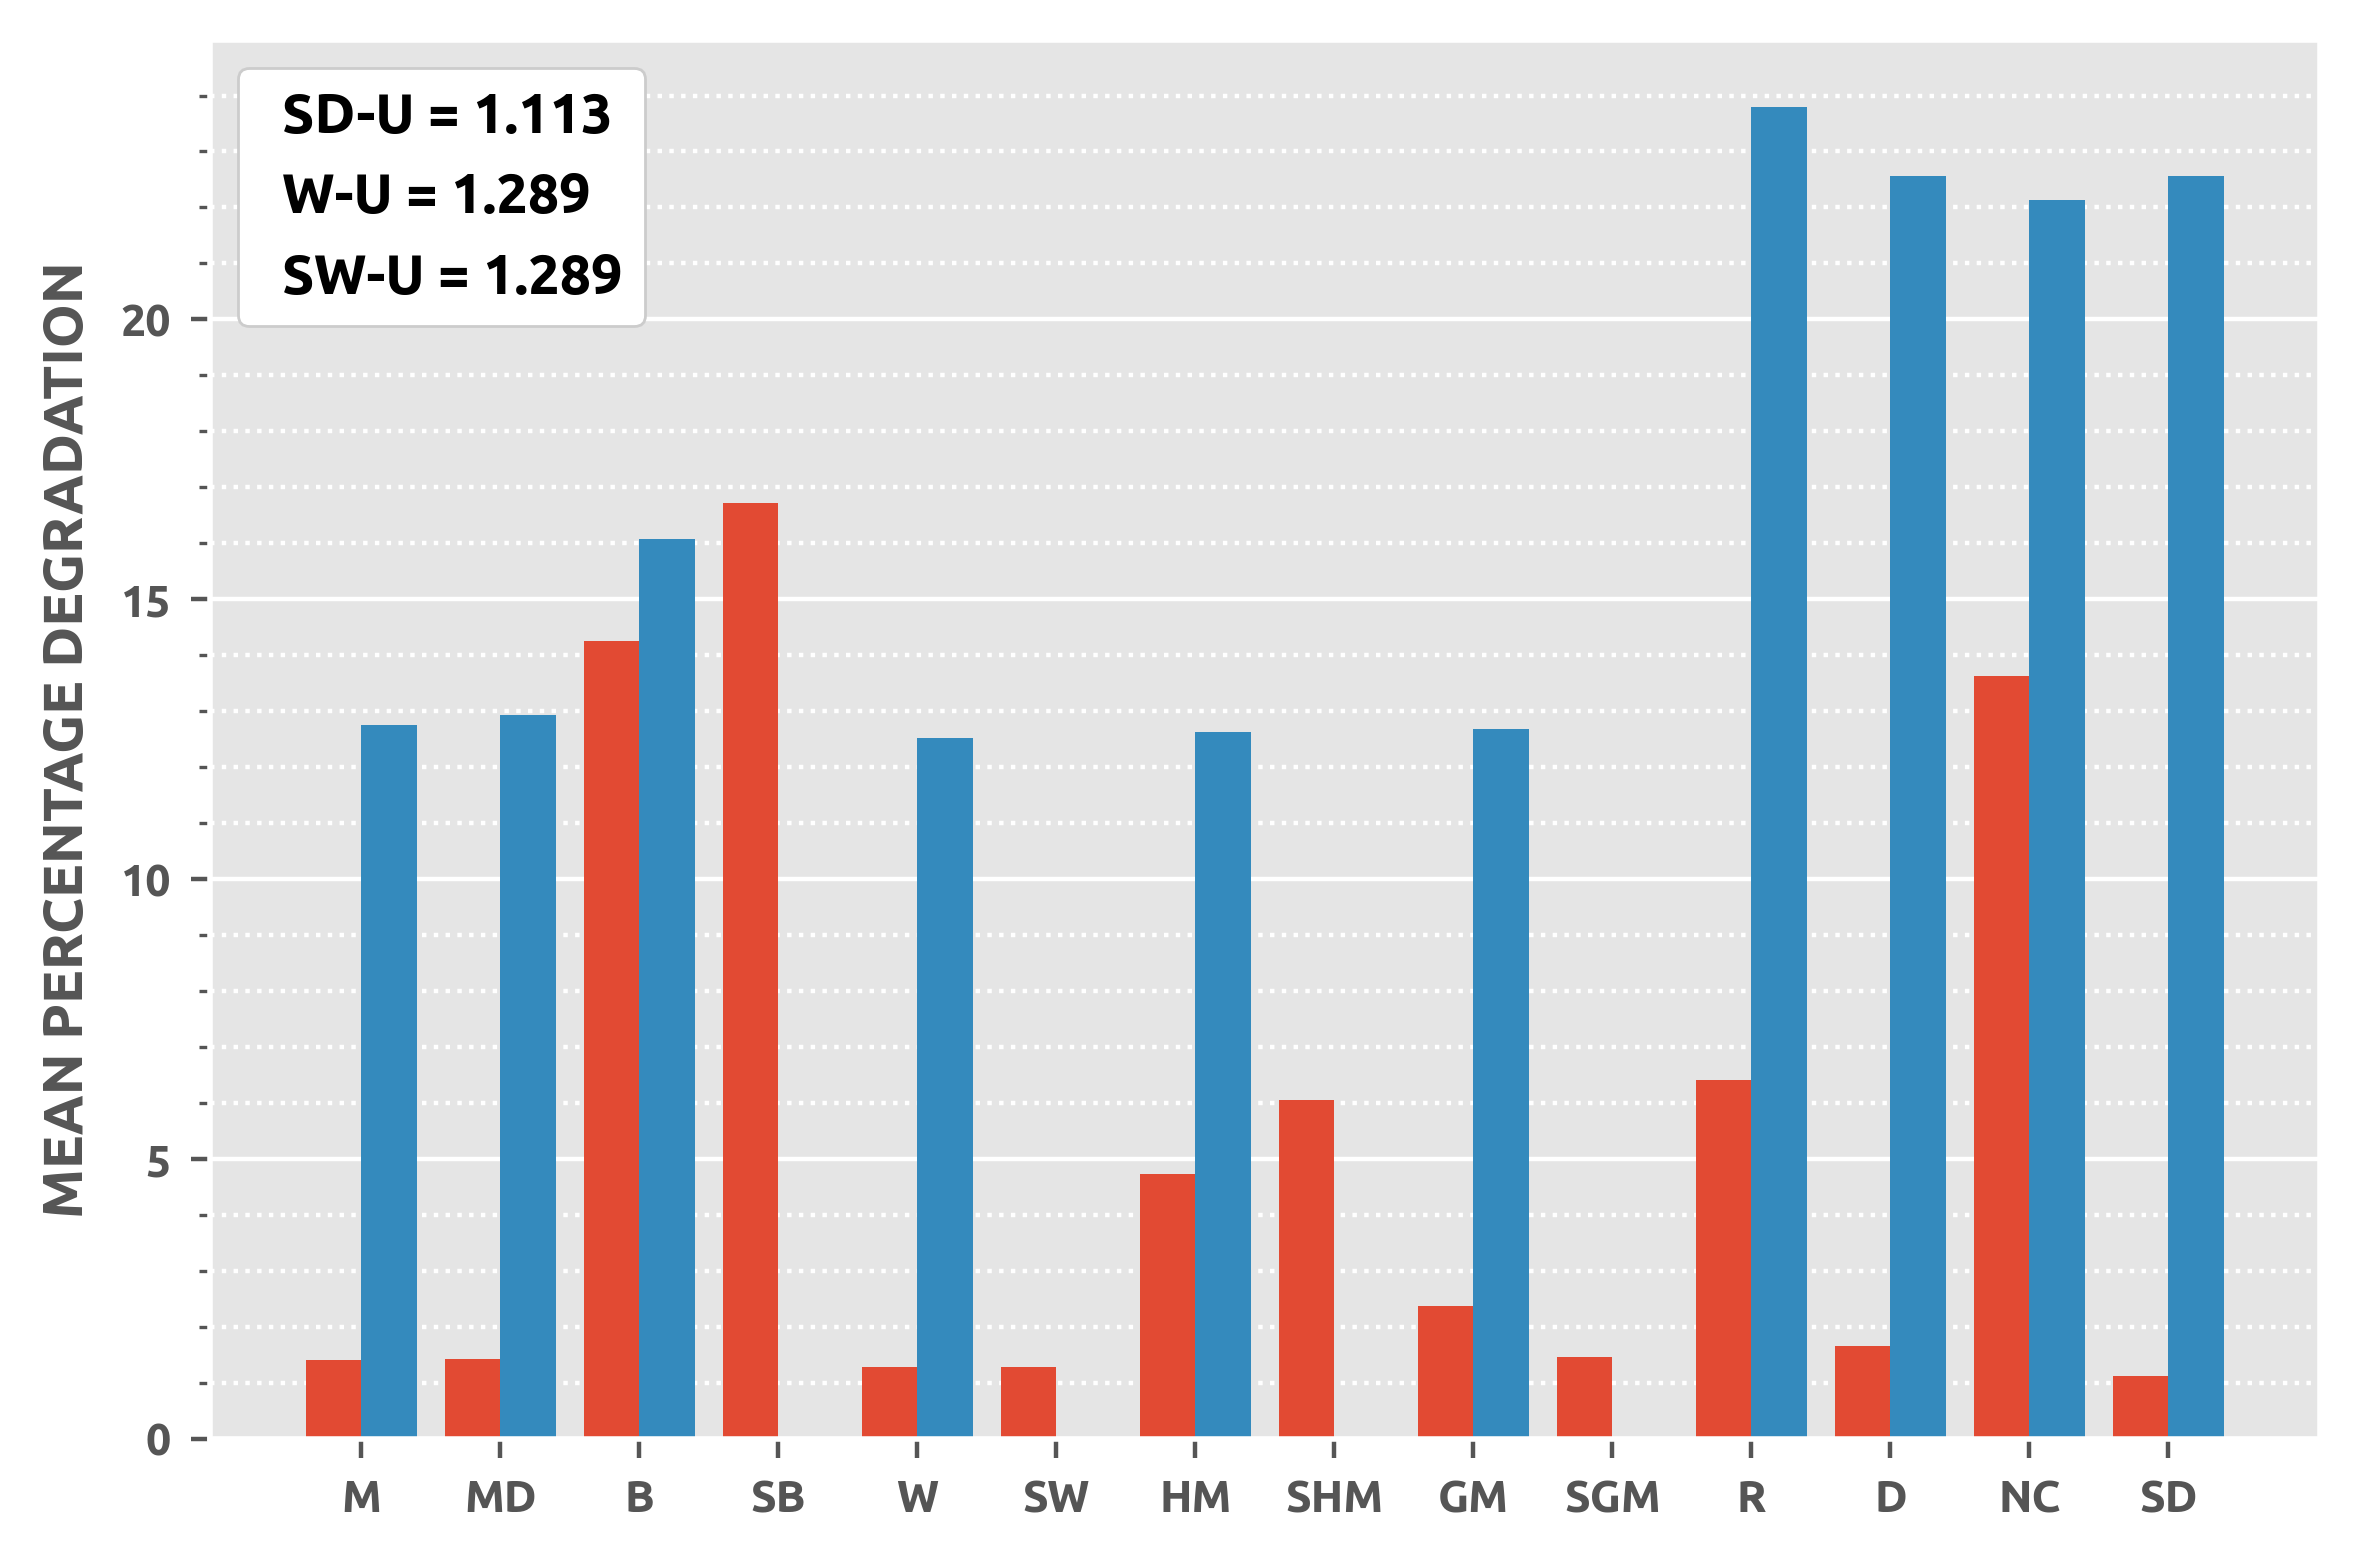 SD-U = 1.113
W-U = 1.289
SW-U = 1.289
MEAN PERCENTAGE DEGRADATION
20
15
10
5
0
M MD B SB W SW HM SHM GM SGM R D NC SD